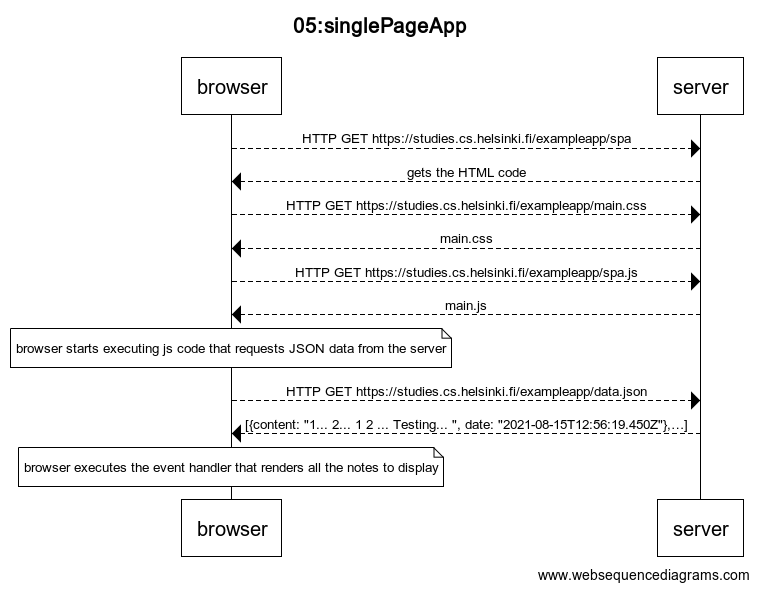 05:singlePageApp
browser
server
HTTP GET https://studies.cs.helsinki.fi/exampleapp/spa
gets the HTML code
HTTP GET https://studies.cs.helsinki.fi/exampleapp/main.css
main.css
HTTP GET https://studies.cs.helsinki.fi/exampleapp/spa.js
main.js
browser starts executing js code that requests JSON data from the server
HTTP GET https://studies.cs.helsinki.fi/exampleapp/data.json
[{content: "1... 2... 1 2 ... Testing... ", date: "2021-08-15T12:56:19.450Z"},...]
browser executes the event handler that renders all the notes to display
browser
server
www.websequencediagrams.com